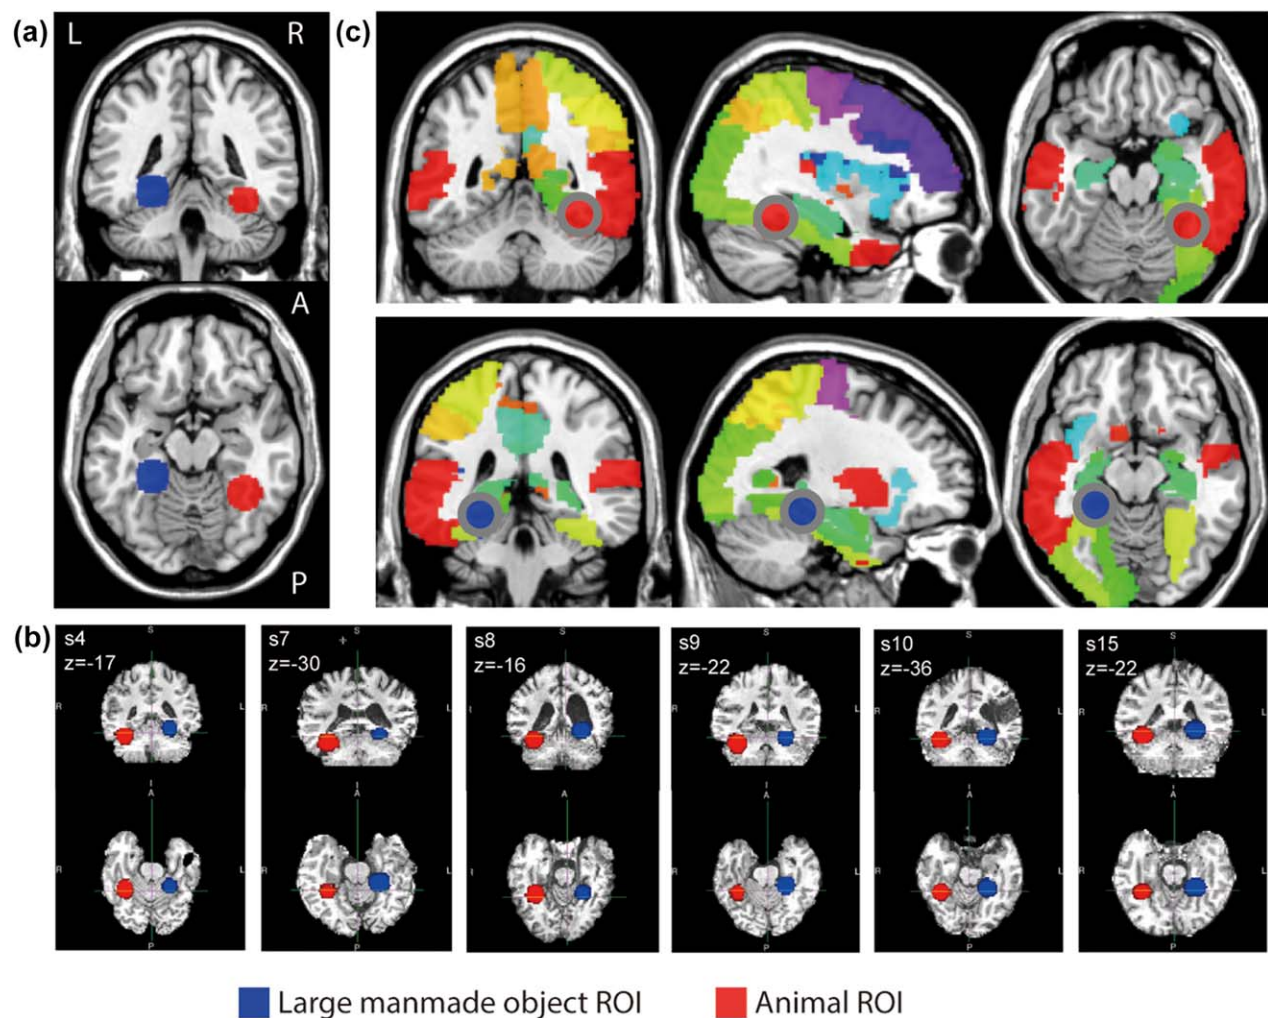 (a) L R
A
P
(c)
(b)
s4
z=-17
S
R L
I
A
R L
P
s7
z=-30
S
R L
I
A
R L
P
s8
z=-16
S
L
I
A
L
P
s9
z=-22
S
R L
I
A
R L
P
s10
z=-36
S
R L
I
A
R L
P
s15
z=-22
S
R L
I
A
R L
P
Large manmade object ROI Animal ROI